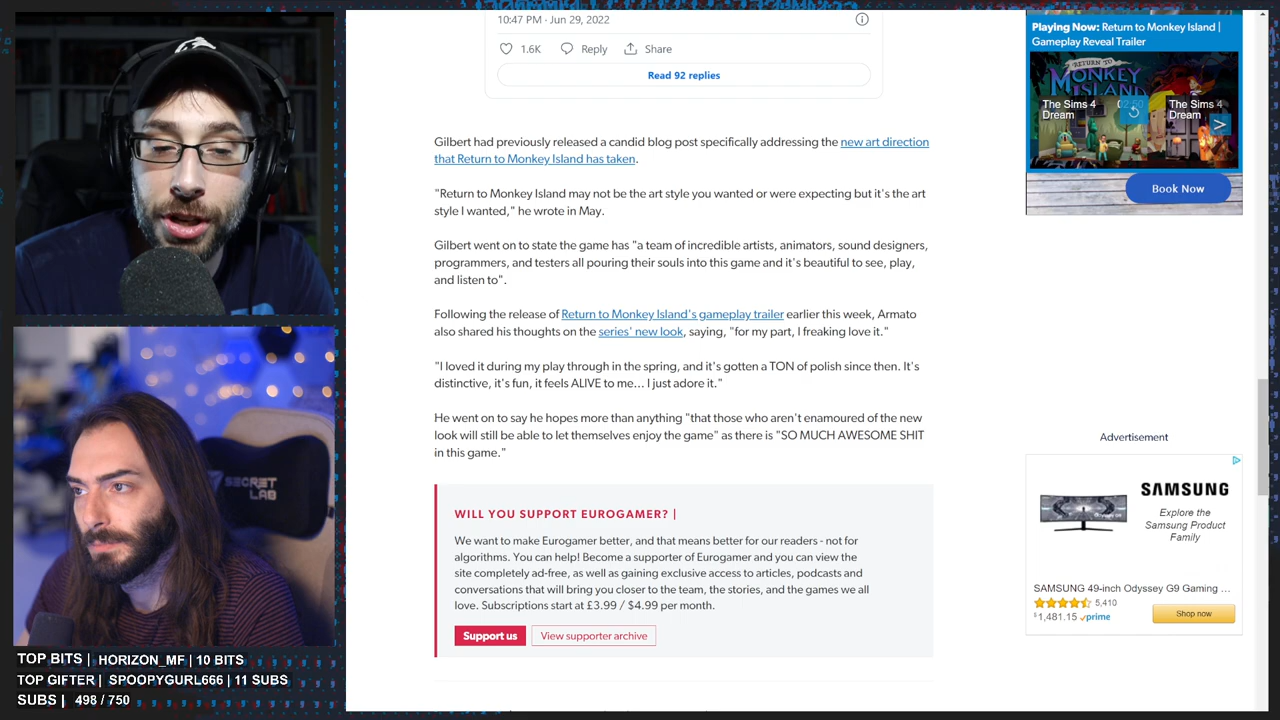 10:47 PM · Jun 29, 2022
1.6K Reply Share
Read 92 replies
Gilbert had previously released a candid blog post specifically addressing the new art direction
that Return to Monkey Island has taken.
"Return to Monkey Island may not be the art style you wanted or were expecting but it's the art
style I wanted," he wrote in May.
Gilbert went on to state the game has "a team of incredible artists, animators, sound designers,
programmers, and testers all pouring their souls into this game and it's beautiful to see, play,
and listen to".
Following the release of Return to Monkey Island's gameplay trailer earlier this week, Armato
also shared his thoughts on the series' new look, saying, "for my part, I freaking love it."
"I loved it during my play through in the spring, and it's gotten a TON of polish since then. It's
distinctive, it's fun, it feels ALIVE to me... I just adore it."
He went on to say he hopes more than anything "that those who aren't enamoured of the new
look will still be able to let themselves enjoy the game" as there is "SO MUCH AWESOME SHIT
in this game."
WILL YOU SUPPORT EUROGAMER? |
We want to make Eurogamer better, and that means better for our readers - not for
algorithms. You can help! Become a supporter of Eurogamer and you can view the
site completely ad-free, as well as gaining exclusive access to articles, podcasts and
conversations that will bring you closer to the team, the stories, and the games we all
love. Subscriptions start at £3.99 / $4.99 per month.
Support us View supporter archive
Playing Now: Return to Monkey Island |
Gameplay Reveal Trailer
RETURN TO
MONKEY
ISLAND
The Sims 4
Dream
02:50
The Sims 4
Dream
Book Now
Advertisement
SAMSUNG
Explore the
Samsung Product
Family
SAMSUNG 49-inch Odyssey G9 Gaming ...
5,410
$1,481.15 prime
Shop now
SECRET
LAB
TOP BITS | HORIZON_MF | 10 BITS
TOP GIFTER | SPOOPYGURL666 | 11 SUBS
SUBS | 498 / 750